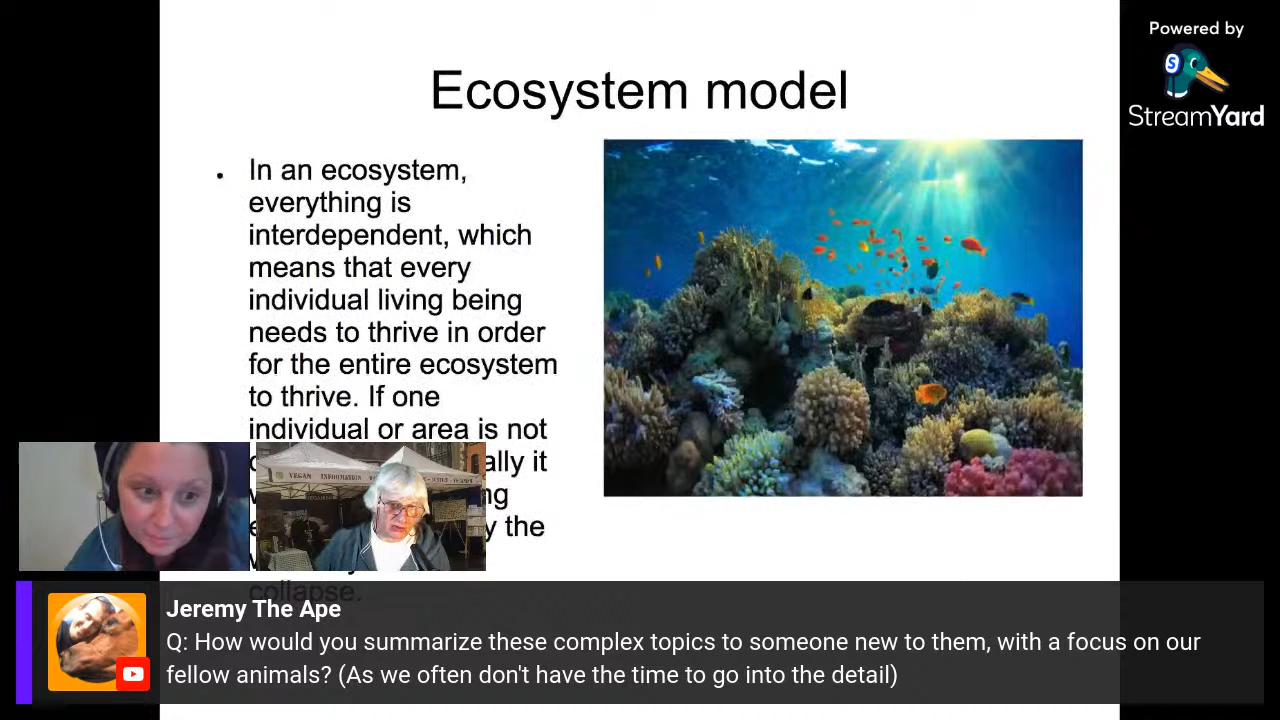 Powered by
StreamYard
Ecosystem model
In an ecosystem,
everything is
interdependent, which
means that every
individual living being
needs to thrive in order
for the entire ecosystem
to thrive. If one
individual or area is not
ally it
ng
y the
collapse.
VEGAN INFORMATION
Jeremy The Ape
Q: How would you summarize these complex topics to someone new to them, with a focus on our
fellow animals? (As we often don't have the time to go into the detail)